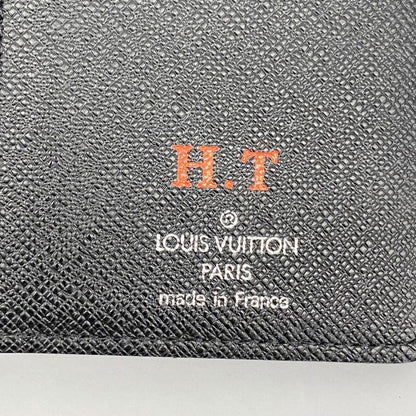 H.T
®
LOUIS VUITTON
PARIS
made in France